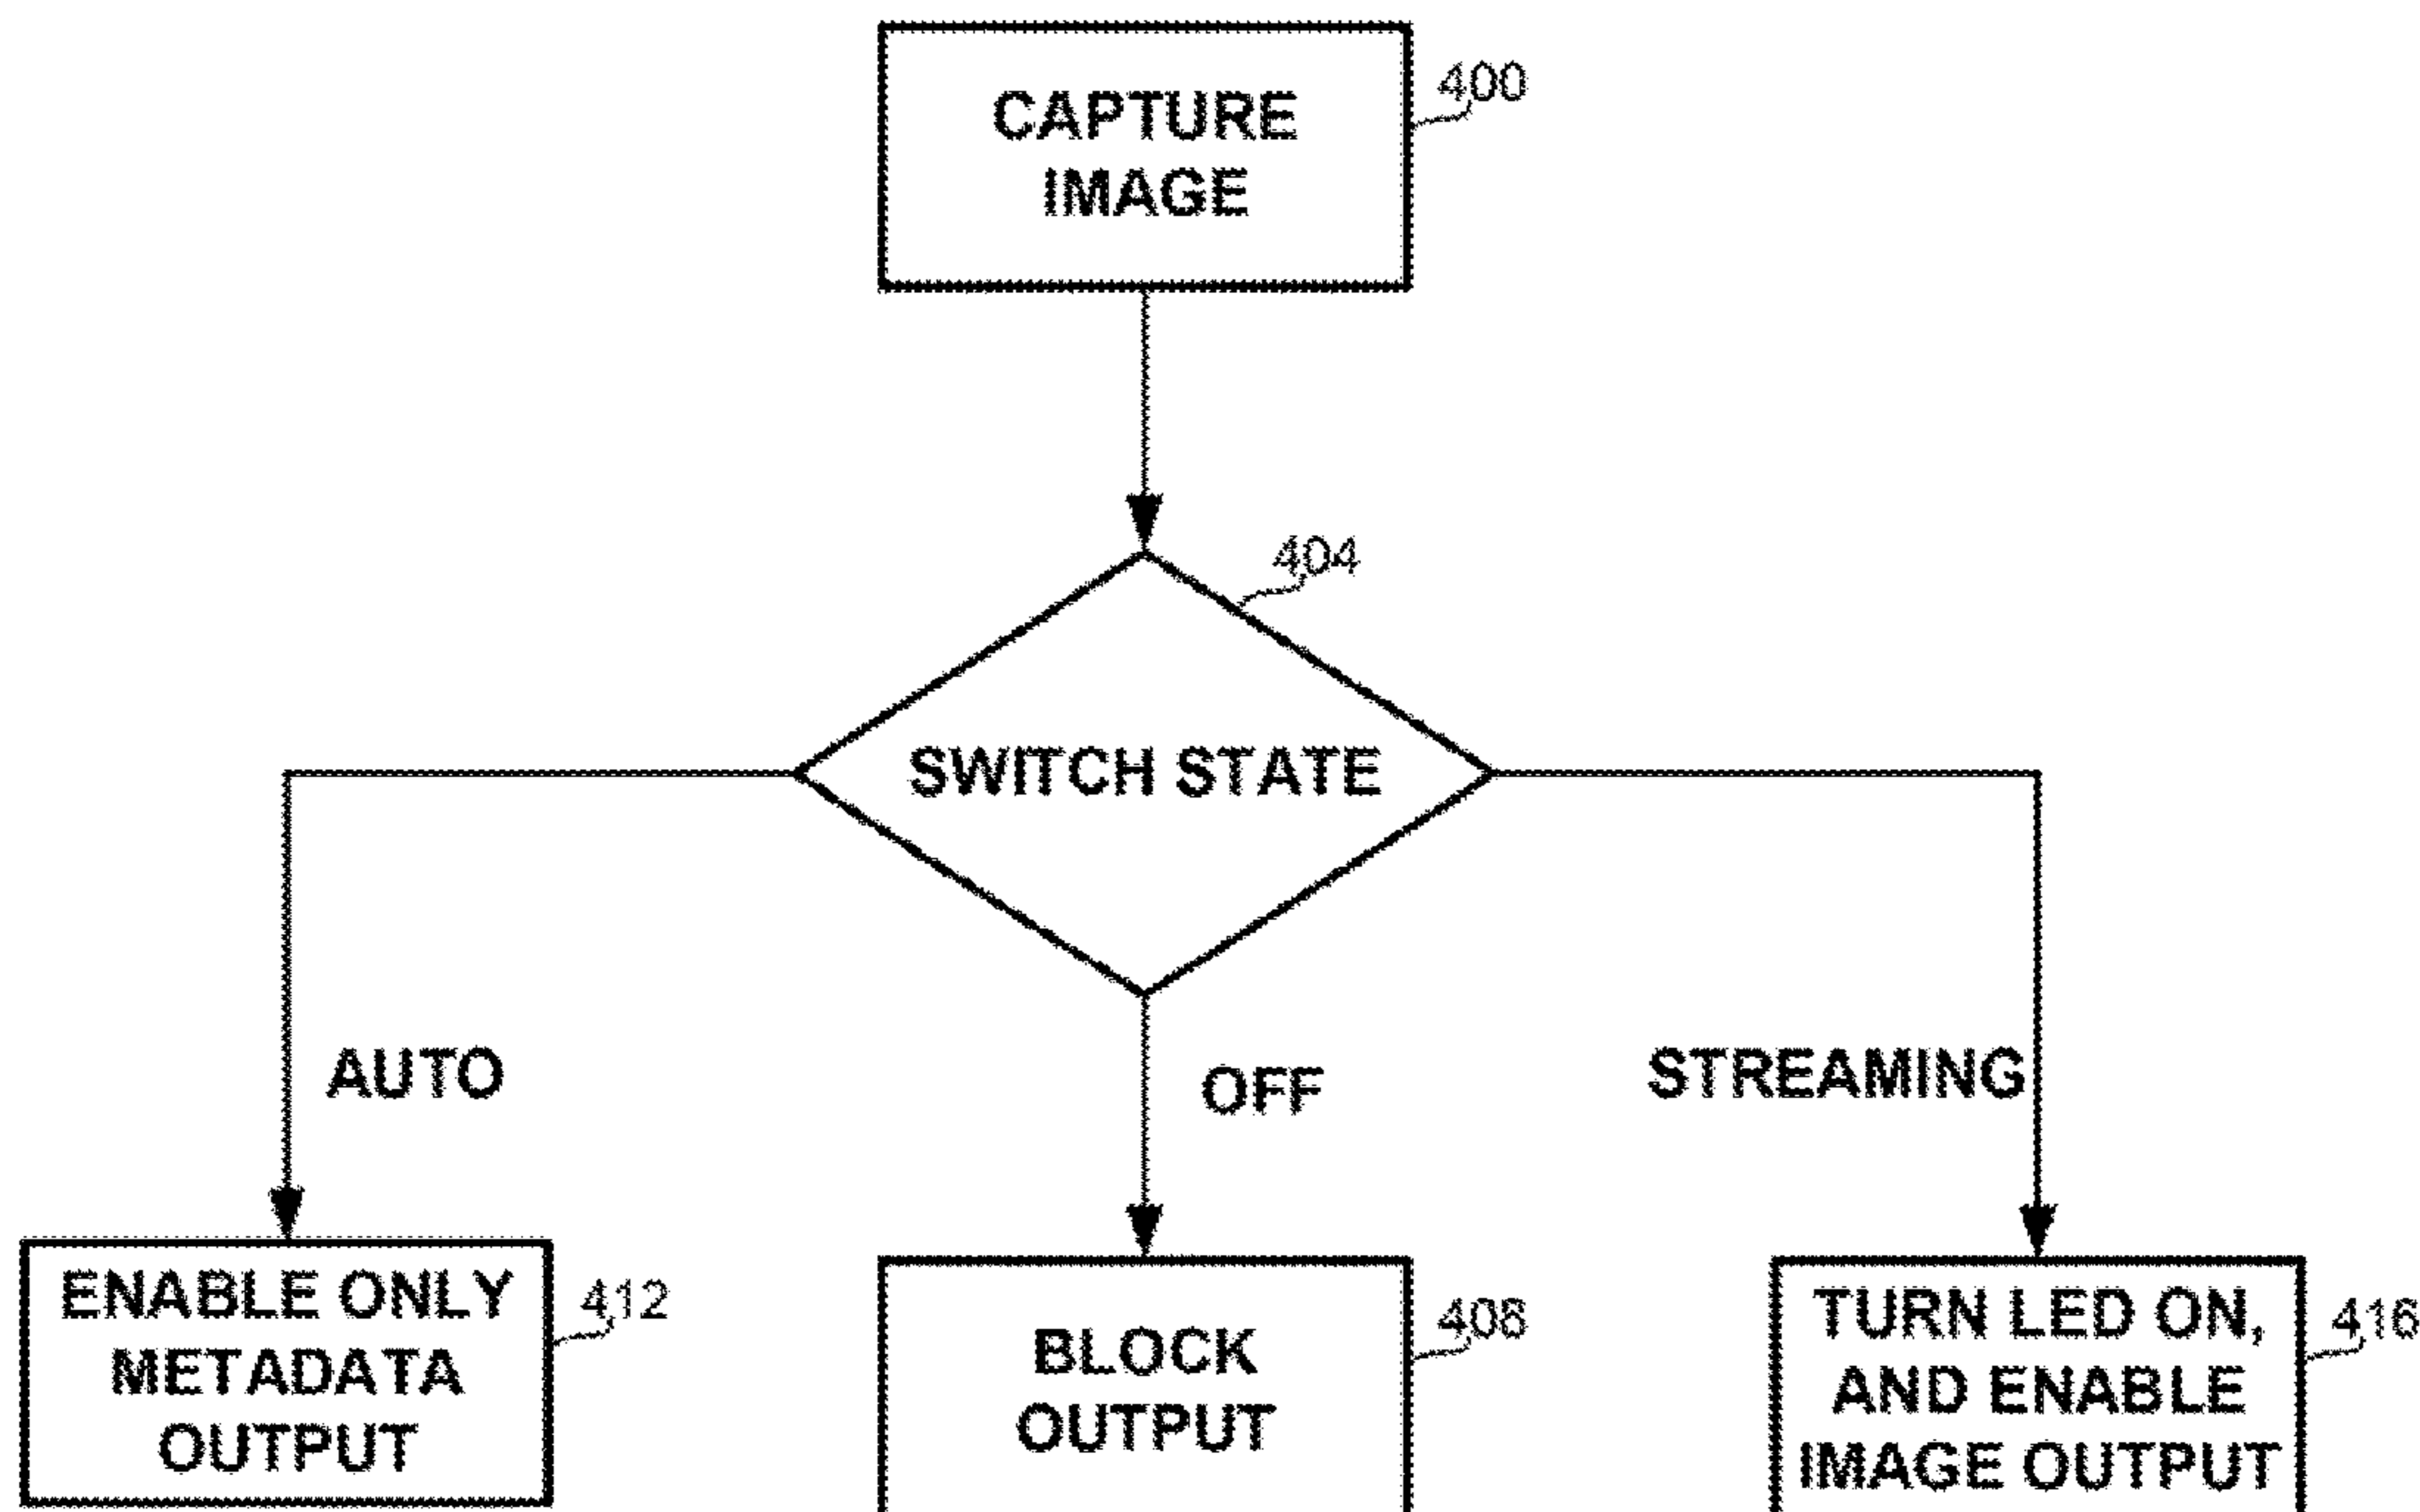 CAPTURE
IMAGE
400
404
SWITCH STATE
AUTO
OFF
STREAMING
ENABLE ONLY
METADATA
OUTPUT
412
BLOCK
OUTPUT
408
TURN LED ON,
AND ENABLE
IMAGE OUTPUT
416